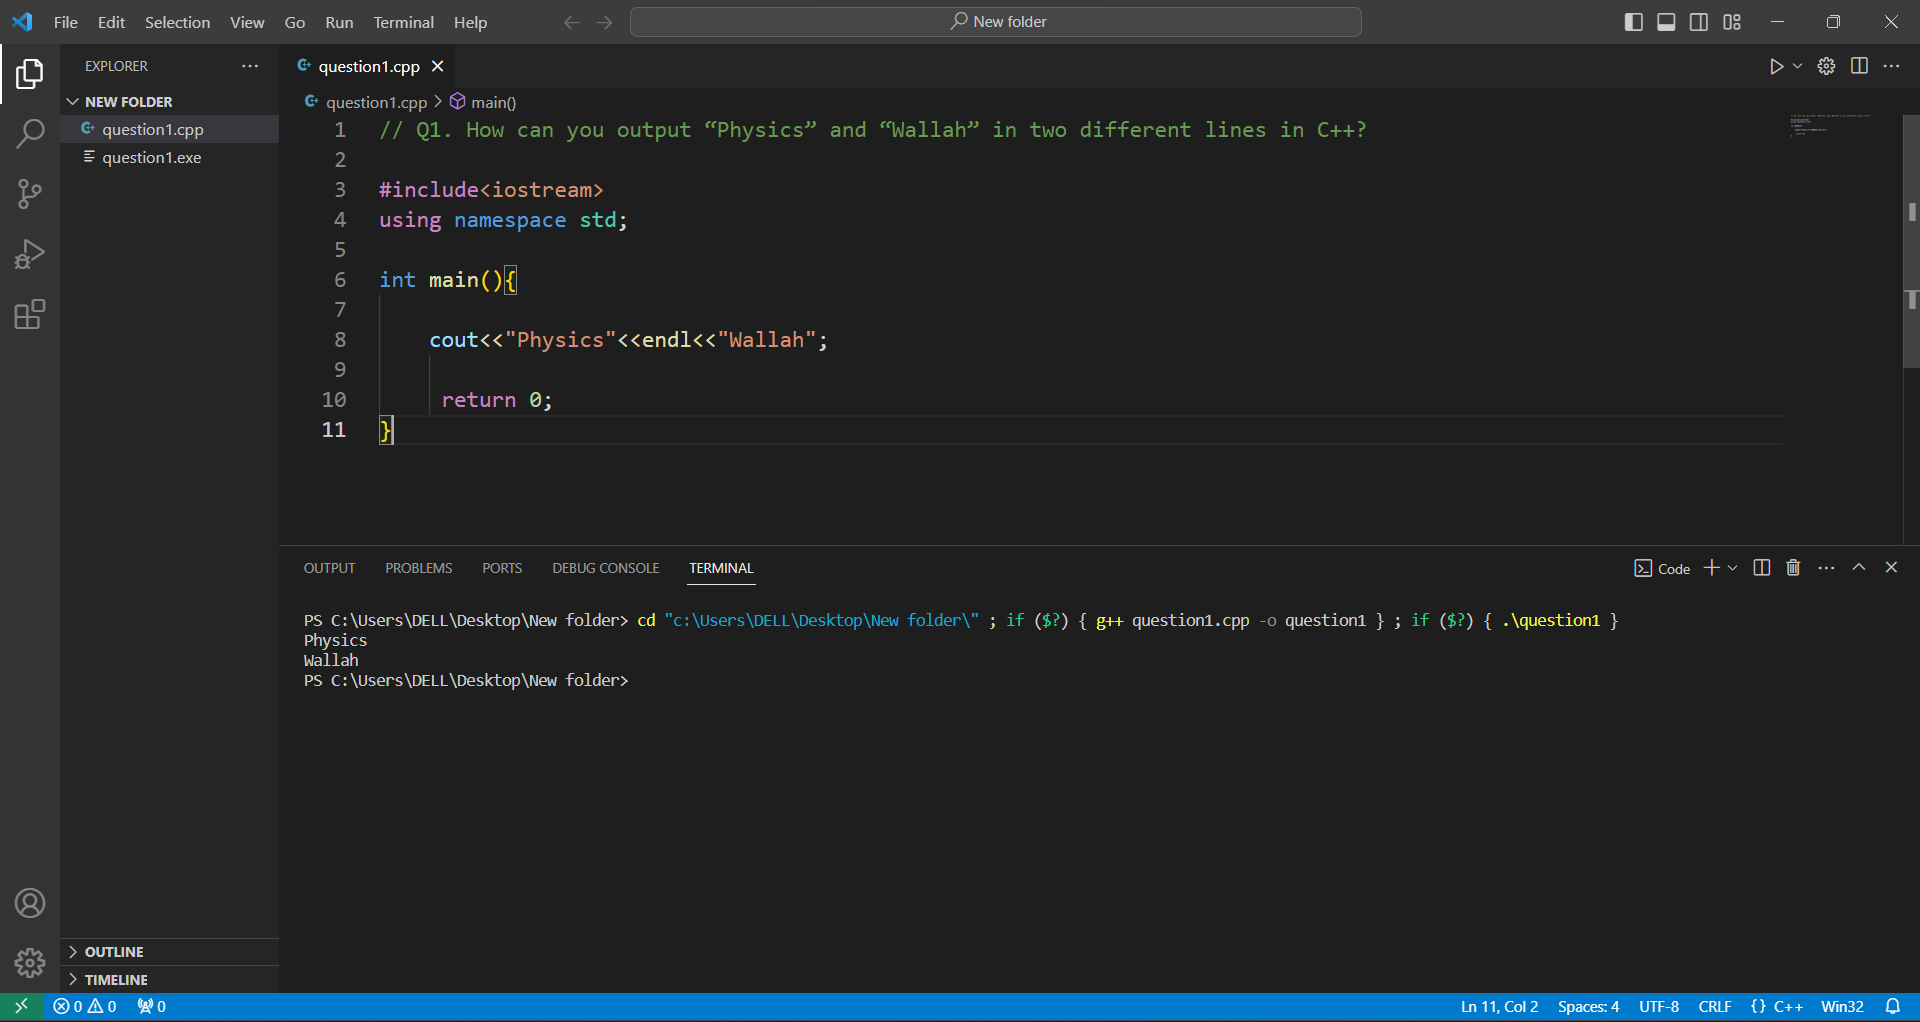 File Edit Selection View Go Run Terminal Help
New folder
EXPLORER
question1.cpp
NEW FOLDER
question1.cpp
question1.exe
question1.cpp > main()
1 // Q1. How can you output “Physics” and “Wallah” in two different lines in C++?
2
3 #include<iostream>
4 using namespace std;
5
6 int main(){
7
8 cout<<"Physics"<<endl<<"Wallah";
9
10 return 0;
11 }
OUTPUT PROBLEMS PORTS DEBUG CONSOLE TERMINAL
Code
PS C:\Users\DELL\Desktop\New folder> cd "c:\Users\DELL\Desktop\New folder\" ; if ($?) { g++ question1.cpp -o question1 } ; if ($?) { .\question1 }
Physics
Wallah
PS C:\Users\DELL\Desktop\New folder>
OUTLINE
TIMELINE
0 0 0 Ln 11, Col 2 Spaces: 4 UTF-8 CRLF {} C++ Win32